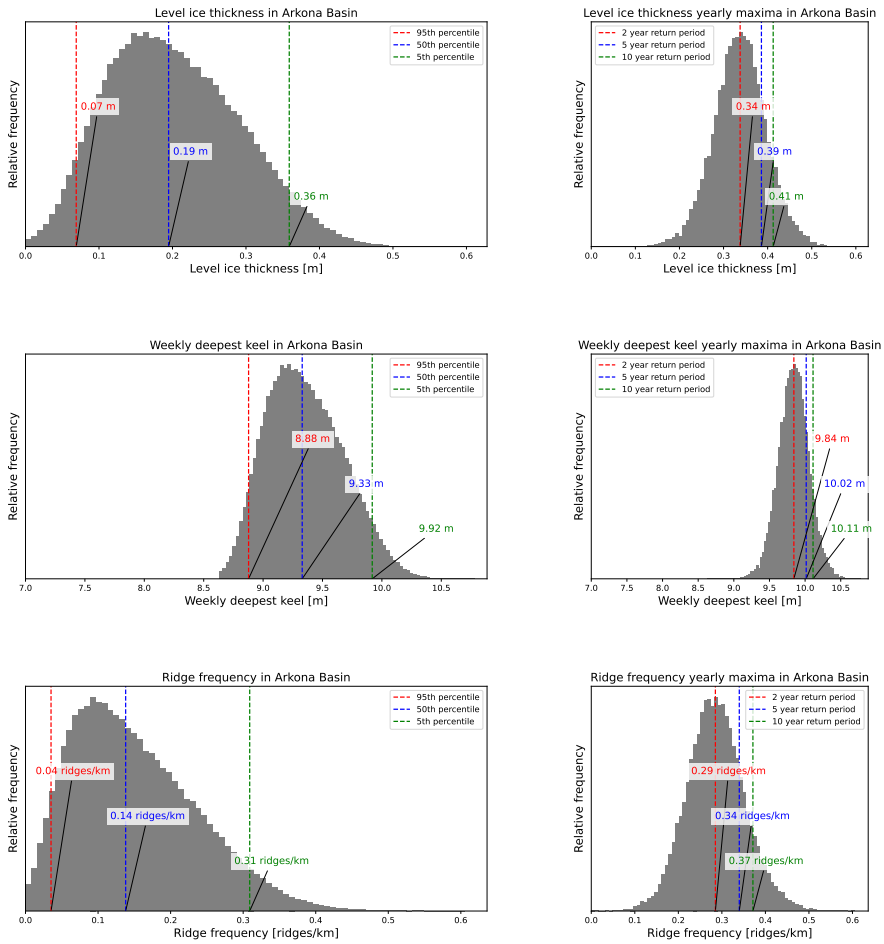 Level ice thickness in Arkona Basin
Relative frequency
95th percentile
50th percentile
5th percentile
0.07 m
0.19 m
0.36 m
0.0 0.1 0.2 0.3 0.4 0.5 0.6
Level ice thickness [m]
Level ice thickness yearly maxima in Arkona Basin
Relative frequency
2 year return period
5 year return period
10 year return period
0.34 m
0.39 m
0.41 m
0.0 0.1 0.2 0.3 0.4 0.5 0.6
Level ice thickness [m]
Weekly deepest keel in Arkona Basin
Relative frequency
95th percentile
50th percentile
5th percentile
8.88 m
9.33 m
9.92 m
7.0 7.5 8.0 8.5 9.0 9.5 10.0 10.5
Weekly deepest keel [m]
Weekly deepest keel yearly maxima in Arkona Basin
Relative frequency
2 year return period
5 year return period
10 year return period
9.84 m
10.02 m
10.11 m
7.0 7.5 8.0 8.5 9.0 9.5 10.0 10.5
Weekly deepest keel [m]
Ridge frequency in Arkona Basin
Relative frequency
95th percentile
50th percentile
5th percentile
0.04 ridges/km
0.14 ridges/km
0.31 ridges/km
0.0 0.1 0.2 0.3 0.4 0.5 0.6
Ridge frequency [ridges/km]
Ridge frequency yearly maxima in Arkona Basin
Relative frequency
2 year return period
5 year return period
10 year return period
0.29 ridges/km
0.34 ridges/km
0.37 ridges/km
0.0 0.1 0.2 0.3 0.4 0.5 0.6
Ridge frequency [ridges/km]